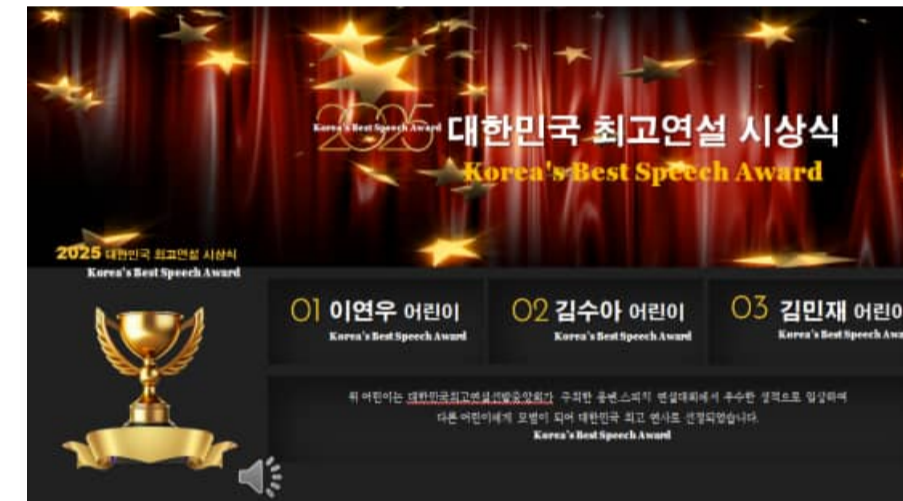 2025
Korea's Best Speech Award
대한민국 최고연설 시상식
Korea's Best Speech Award
2025 대한민국 최고연설 시상식
Korea's Best Speech Award
01 이연우 어린이
Korea's Best Speech Award
02 김수아 어린이
Korea's Best Speech Award
03 김민재 어린이
Korea's Best Speech
위 어린이는 대한민국최고연설선발중앙회가 주최한 웅변.스피치 연설대회에서 우수한 성적으로 입상하여
다른 어린이에게 모범이 되어 대한민국 최고 연사로 선정되었습니다.
Korea's Best Speech Award